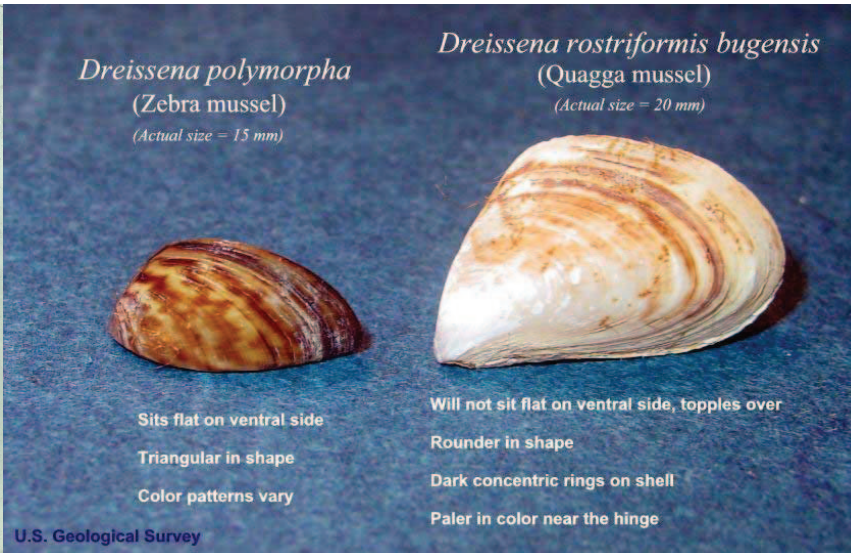 Dreissena polymorpha
(Zebra mussel)
(Actual size = 15 mm)
Sits flat on ventral side
Triangular in shape
Color patterns vary
Dreissena rostriformis bugensis
(Quagga mussel)
(Actual size = 20 mm)
Will not sit flat on ventral side, topples over
Rounder in shape
Dark concentric rings on shell
Paler in color near the hinge
U.S. Geological Survey